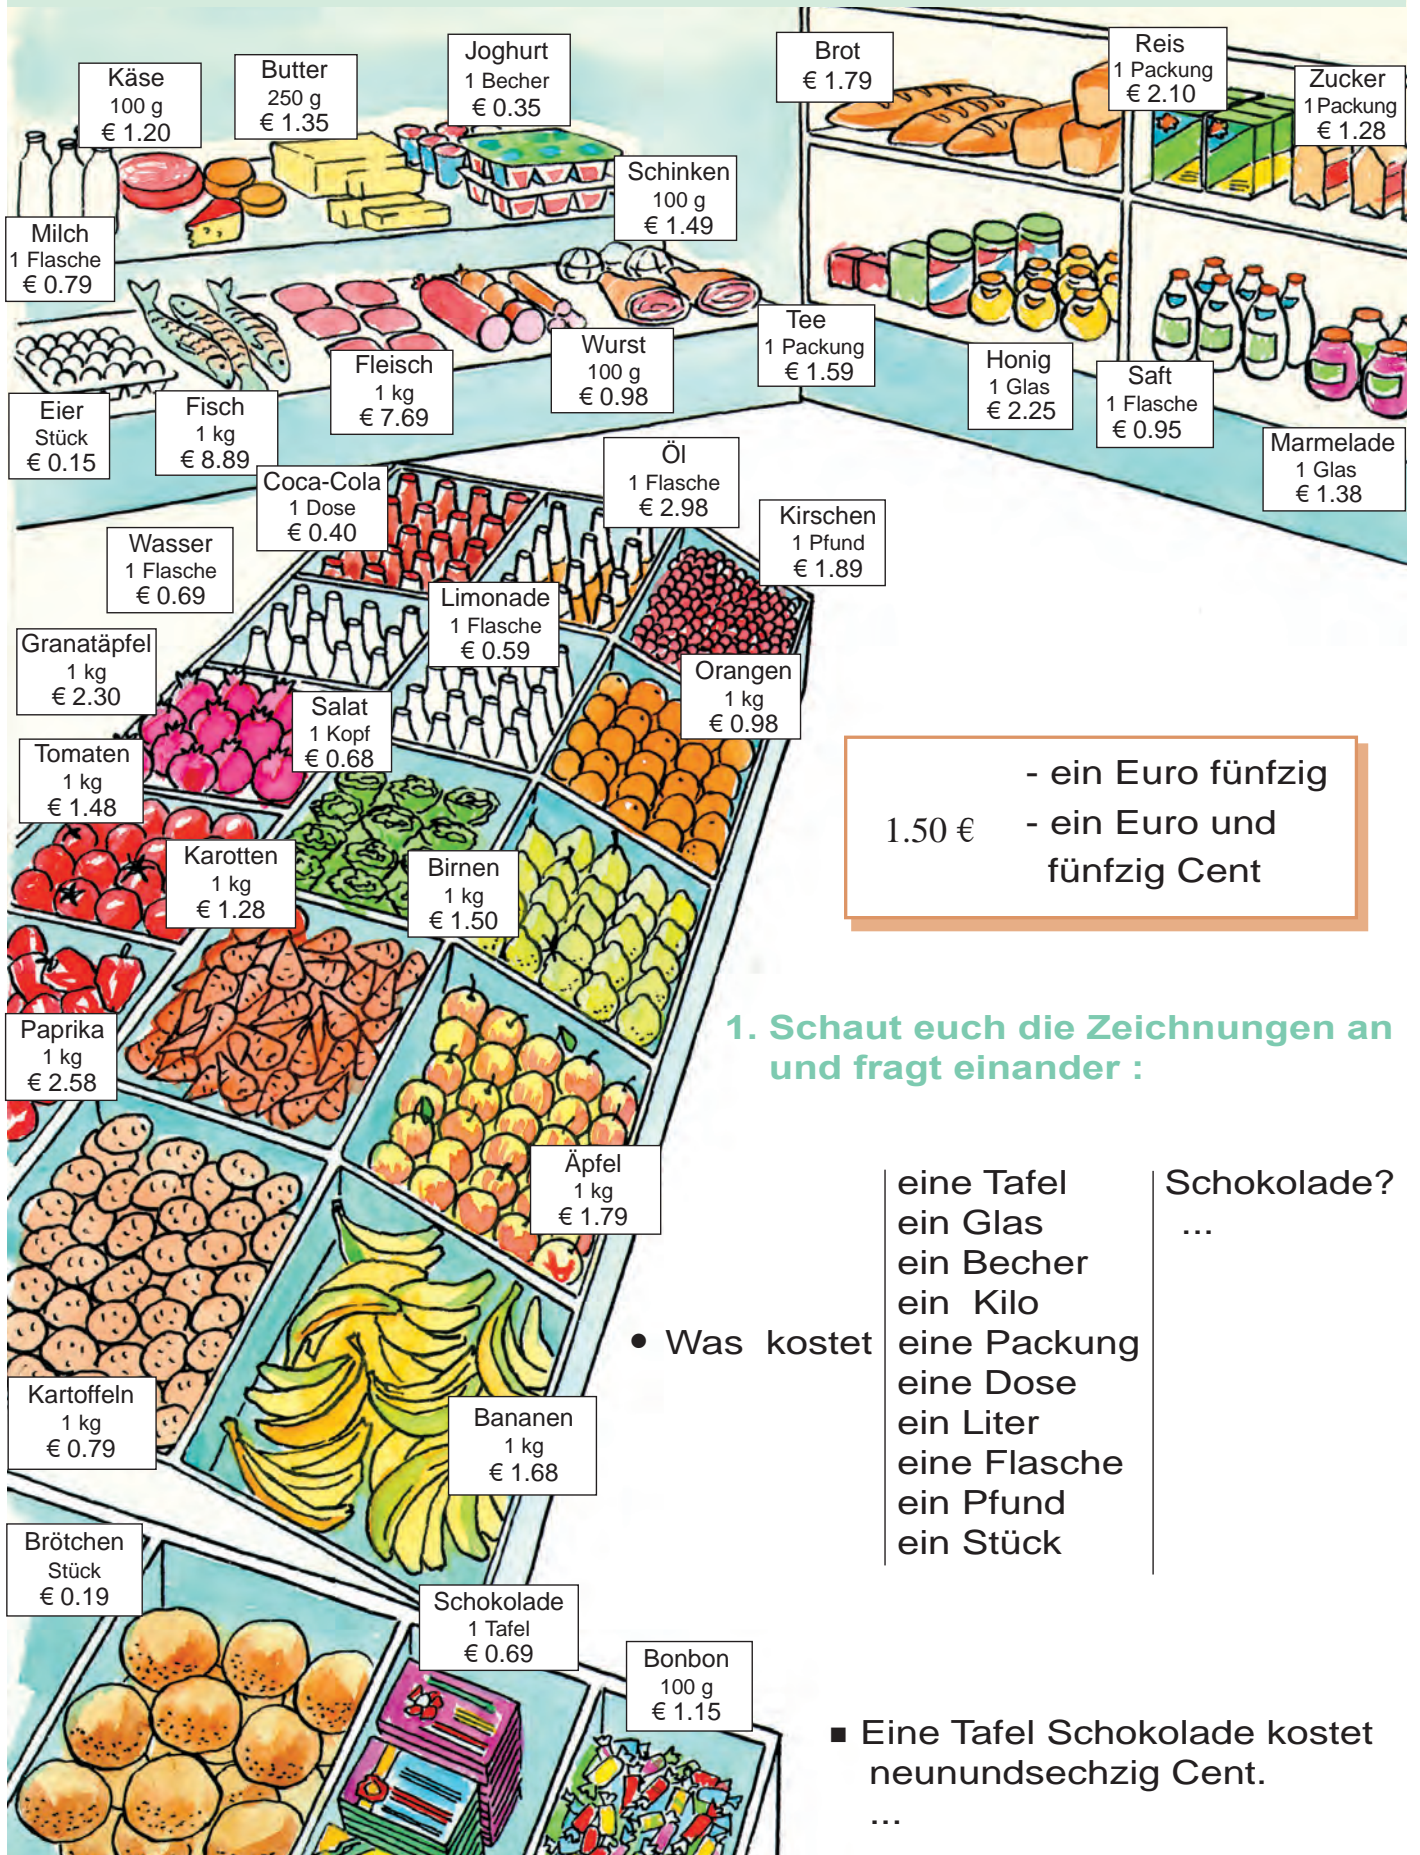 Käse
100 g
€ 1.20
Butter
250 g
€ 1.35
Joghurt
1 Becher
€ 0.35
Schinken
100 g
€ 1.49
Brot
€ 1.79
Reis
1 Packung
€ 2.10
Zucker
1 Packung
€ 1.28
Milch
1 Flasche
€ 0.79
Eier
Stück
€ 0.15
Fisch
1 kg
€ 8.89
Fleisch
1 kg
€ 7.69
Wurst
100 g
€ 0.98
Tee
1 Packung
€ 1.59
Honig
1 Glas
€ 2.25
Saft
1 Flasche
€ 0.95
Marmelade
1 Glas
€ 1.38
Coca-Cola
1 Dose
€ 0.40
Öl
1 Flasche
€ 2.98
Kirschen
1 Pfund
€ 1.89
Wasser
1 Flasche
€ 0.69
Limonade
1 Flasche
€ 0.59
Granatäpfel
1 kg
€ 2.30
Salat
1 Kopf
€ 0.68
Orangen
1 kg
€ 0.98
Tomaten
1 kg
€ 1.48
Karotten
1 kg
€ 1.28
Birnen
1 kg
€ 1.50
Paprika
1 kg
€ 2.58
Äpfel
1 kg
€ 1.79
Kartoffeln
1 kg
€ 0.79
Bananen
1 kg
€ 1.68
Brötchen
Stück
€ 0.19
Schokolade
1 Tafel
€ 0.69
Bonbon
100 g
€ 1.15
1.50 €
- ein Euro fünfzig
- ein Euro und
fünfzig Cent
1. Schaut euch die Zeichnungen an
und fragt einander :
• Was kostet
eine Tafel
ein Glas
ein Becher
ein Kilo
eine Packung
eine Dose
ein Liter
eine Flasche
ein Pfund
ein Stück
Schokolade?
...
■ Eine Tafel Schokolade kostet
neunundsechzig Cent.
...